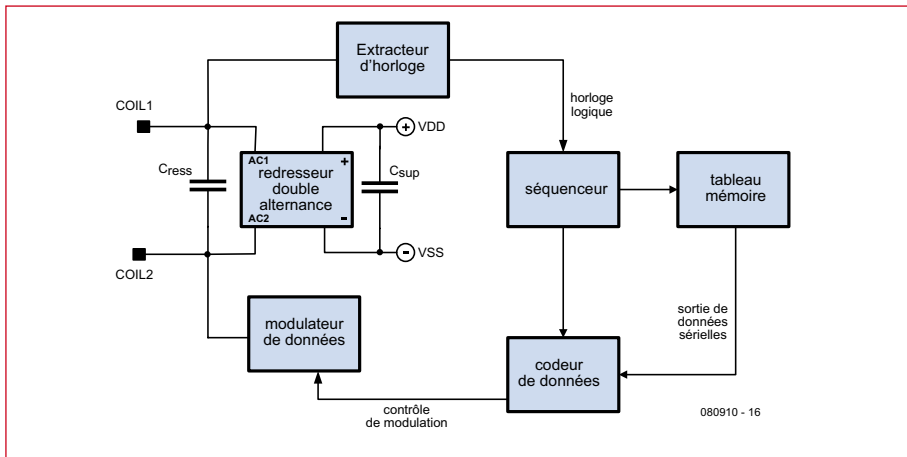 Extracteur
d'horloge
COIL1
horloge
logique
VDD
AC1
+
Cress
redresseur
double
alternance
Csup
séquenceur
tableau
mémoire
AC2
-
VSS
COIL2
modulateur
de données
sortie de
données
sérielles
codeur
de données
contrôle
de modulation
080910 - 16